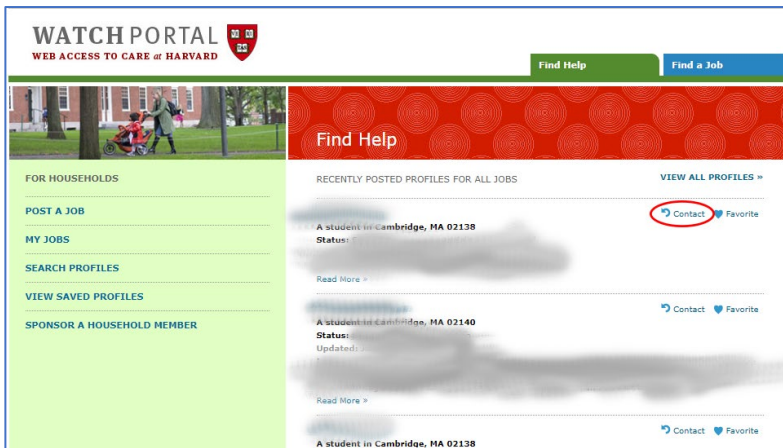 WATCH PORTAL
WEB ACCESS TO CARE at HARVARD
Find Help
Find a Job
Find Help
FOR HOUSEHOLDS
POST A JOB
MY JOBS
SEARCH PROFILES
VIEW SAVED PROFILES
SPONSOR A HOUSEHOLD MEMBER
RECENTLY POSTED PROFILES FOR ALL JOBS
VIEW ALL PROFILES »
Contact Favorite
A student in Cambridge, MA 02138
Status:
Read More »
Contact Favorite
A student in Cambridge, MA 02140
Status:
Updated:
Read More »
Contact Favorite
A student in Cambridge, MA 02138